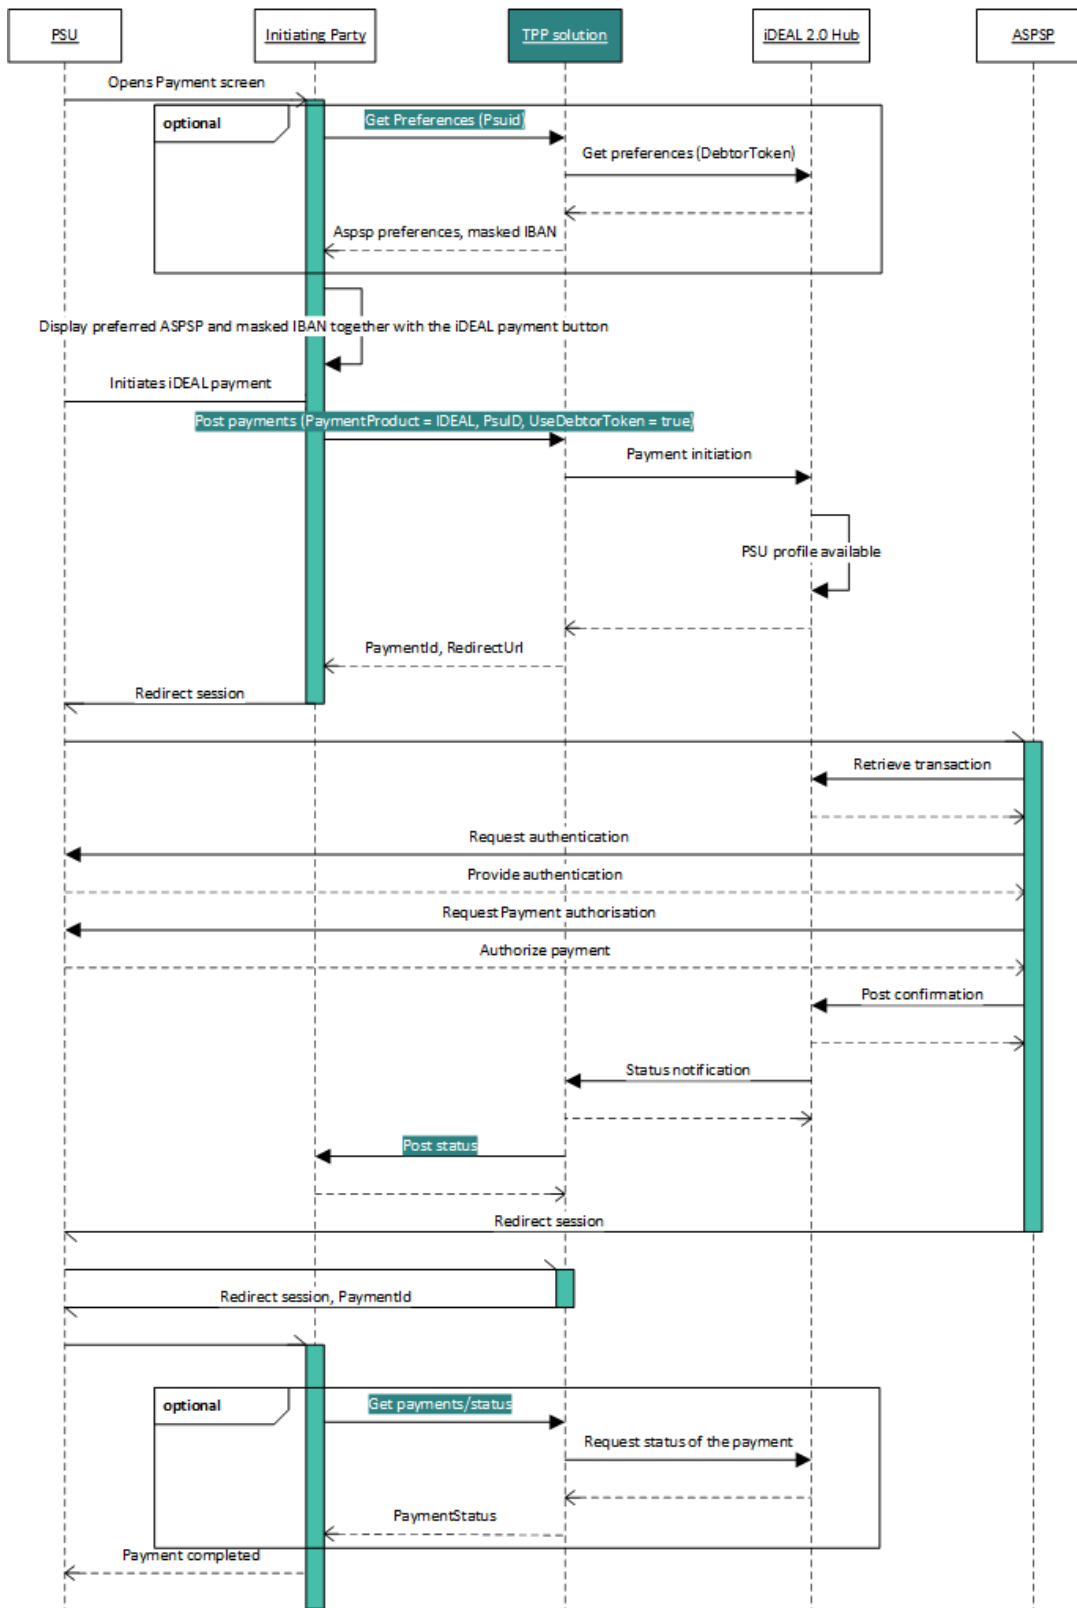 PSU
Initiating Party
TPP solution
iDEAL 2.0 Hub
ASPSP
Opens Payment screen
optional
Get Preferences (Psuid)
Get preferences (DebtorToken)
Aspsp preferences, masked IBAN
Display preferred ASPSP and masked IBAN together with the iDEAL payment button
Initiates iDEAL payment
Post payments (PaymentProduct = IDEAL, PsuID, UseDebtorToken = true)
Payment initiation
PSU profile available
PaymentId, RedirectUrl
Redirect session
Retrieve transaction
Request authentication
Provide authentication
Request Payment authorisation
Authorize payment
Post confirmation
Status notification
Post status
Redirect session
Redirect session, PaymentId
optional
Get payments/status
Request status of the payment
PaymentStatus
Payment completed